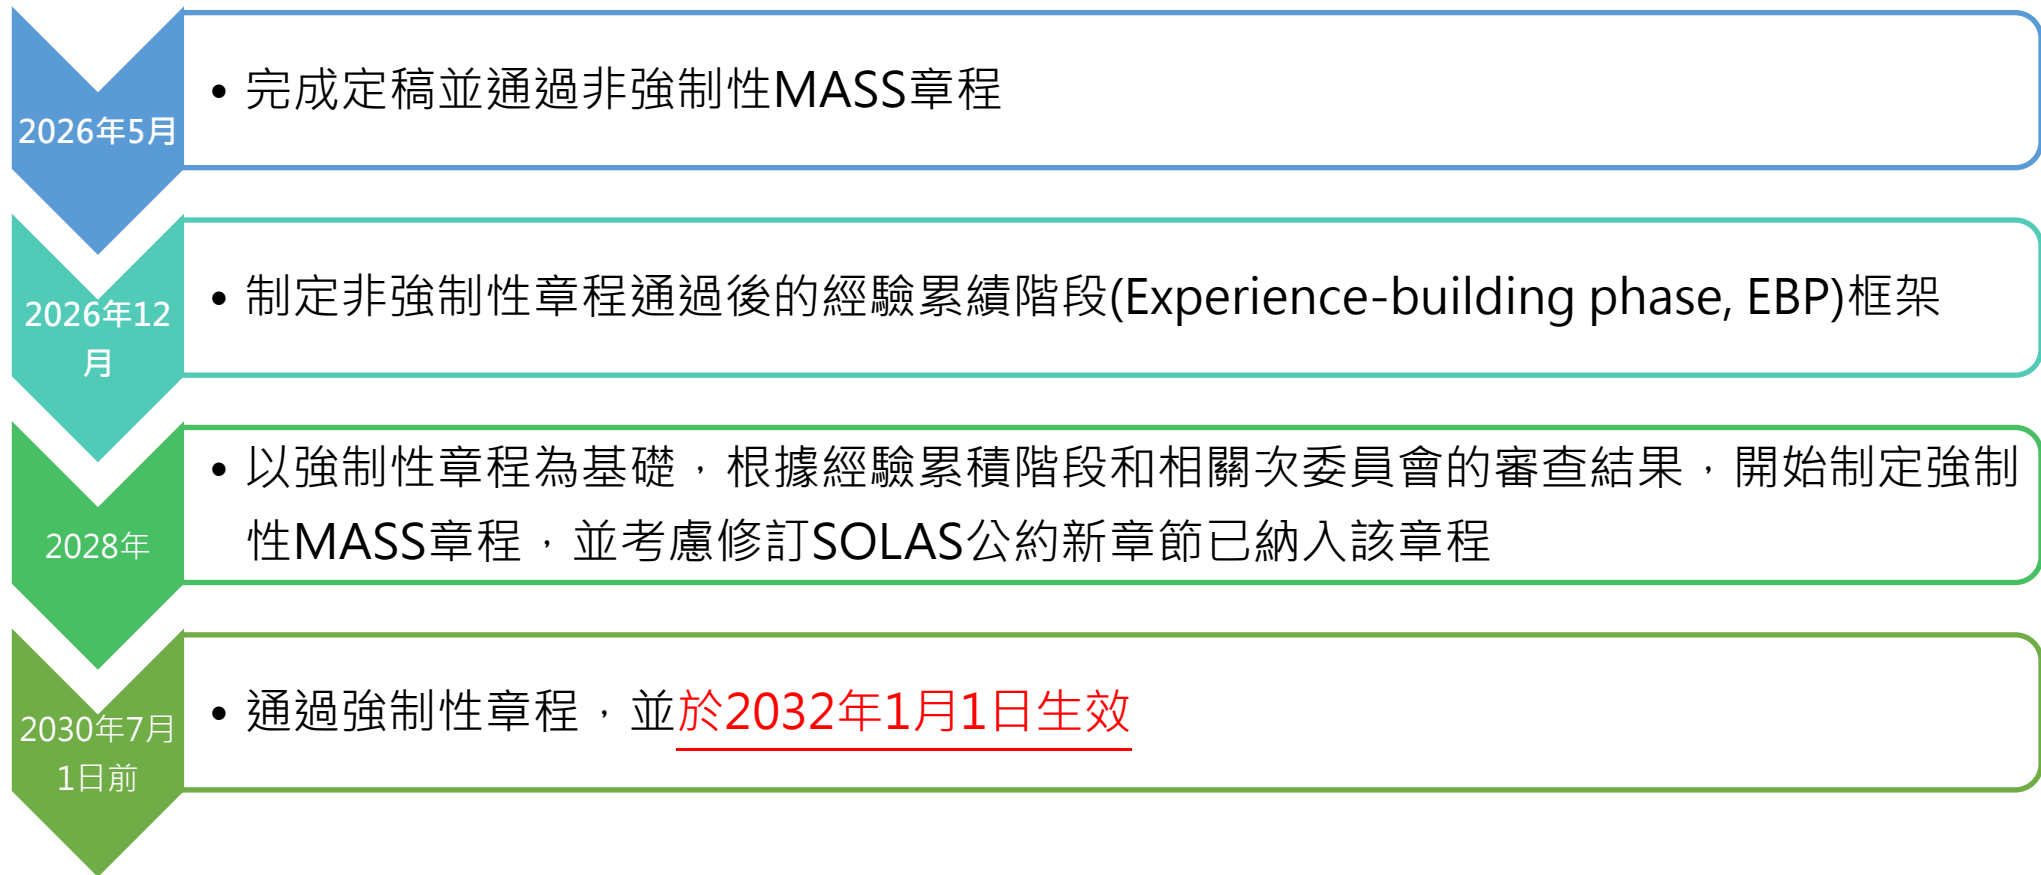 2026年5月
• 完成定稿並通過非強制性MASS章程
2026年12
月
• 制定非強制性章程通過後的經驗累績階段(Experience-building phase, EBP)框架
2028年
• 以強制性章程為基礎，根據經驗累積階段和相關次委員會的審查結果，開始制定強制
性MASS章程，並考慮修訂SOLAS公約新章節已納入該章程
2030年7月
1日前
• 通過強制性章程，並於2032年1月1日生效